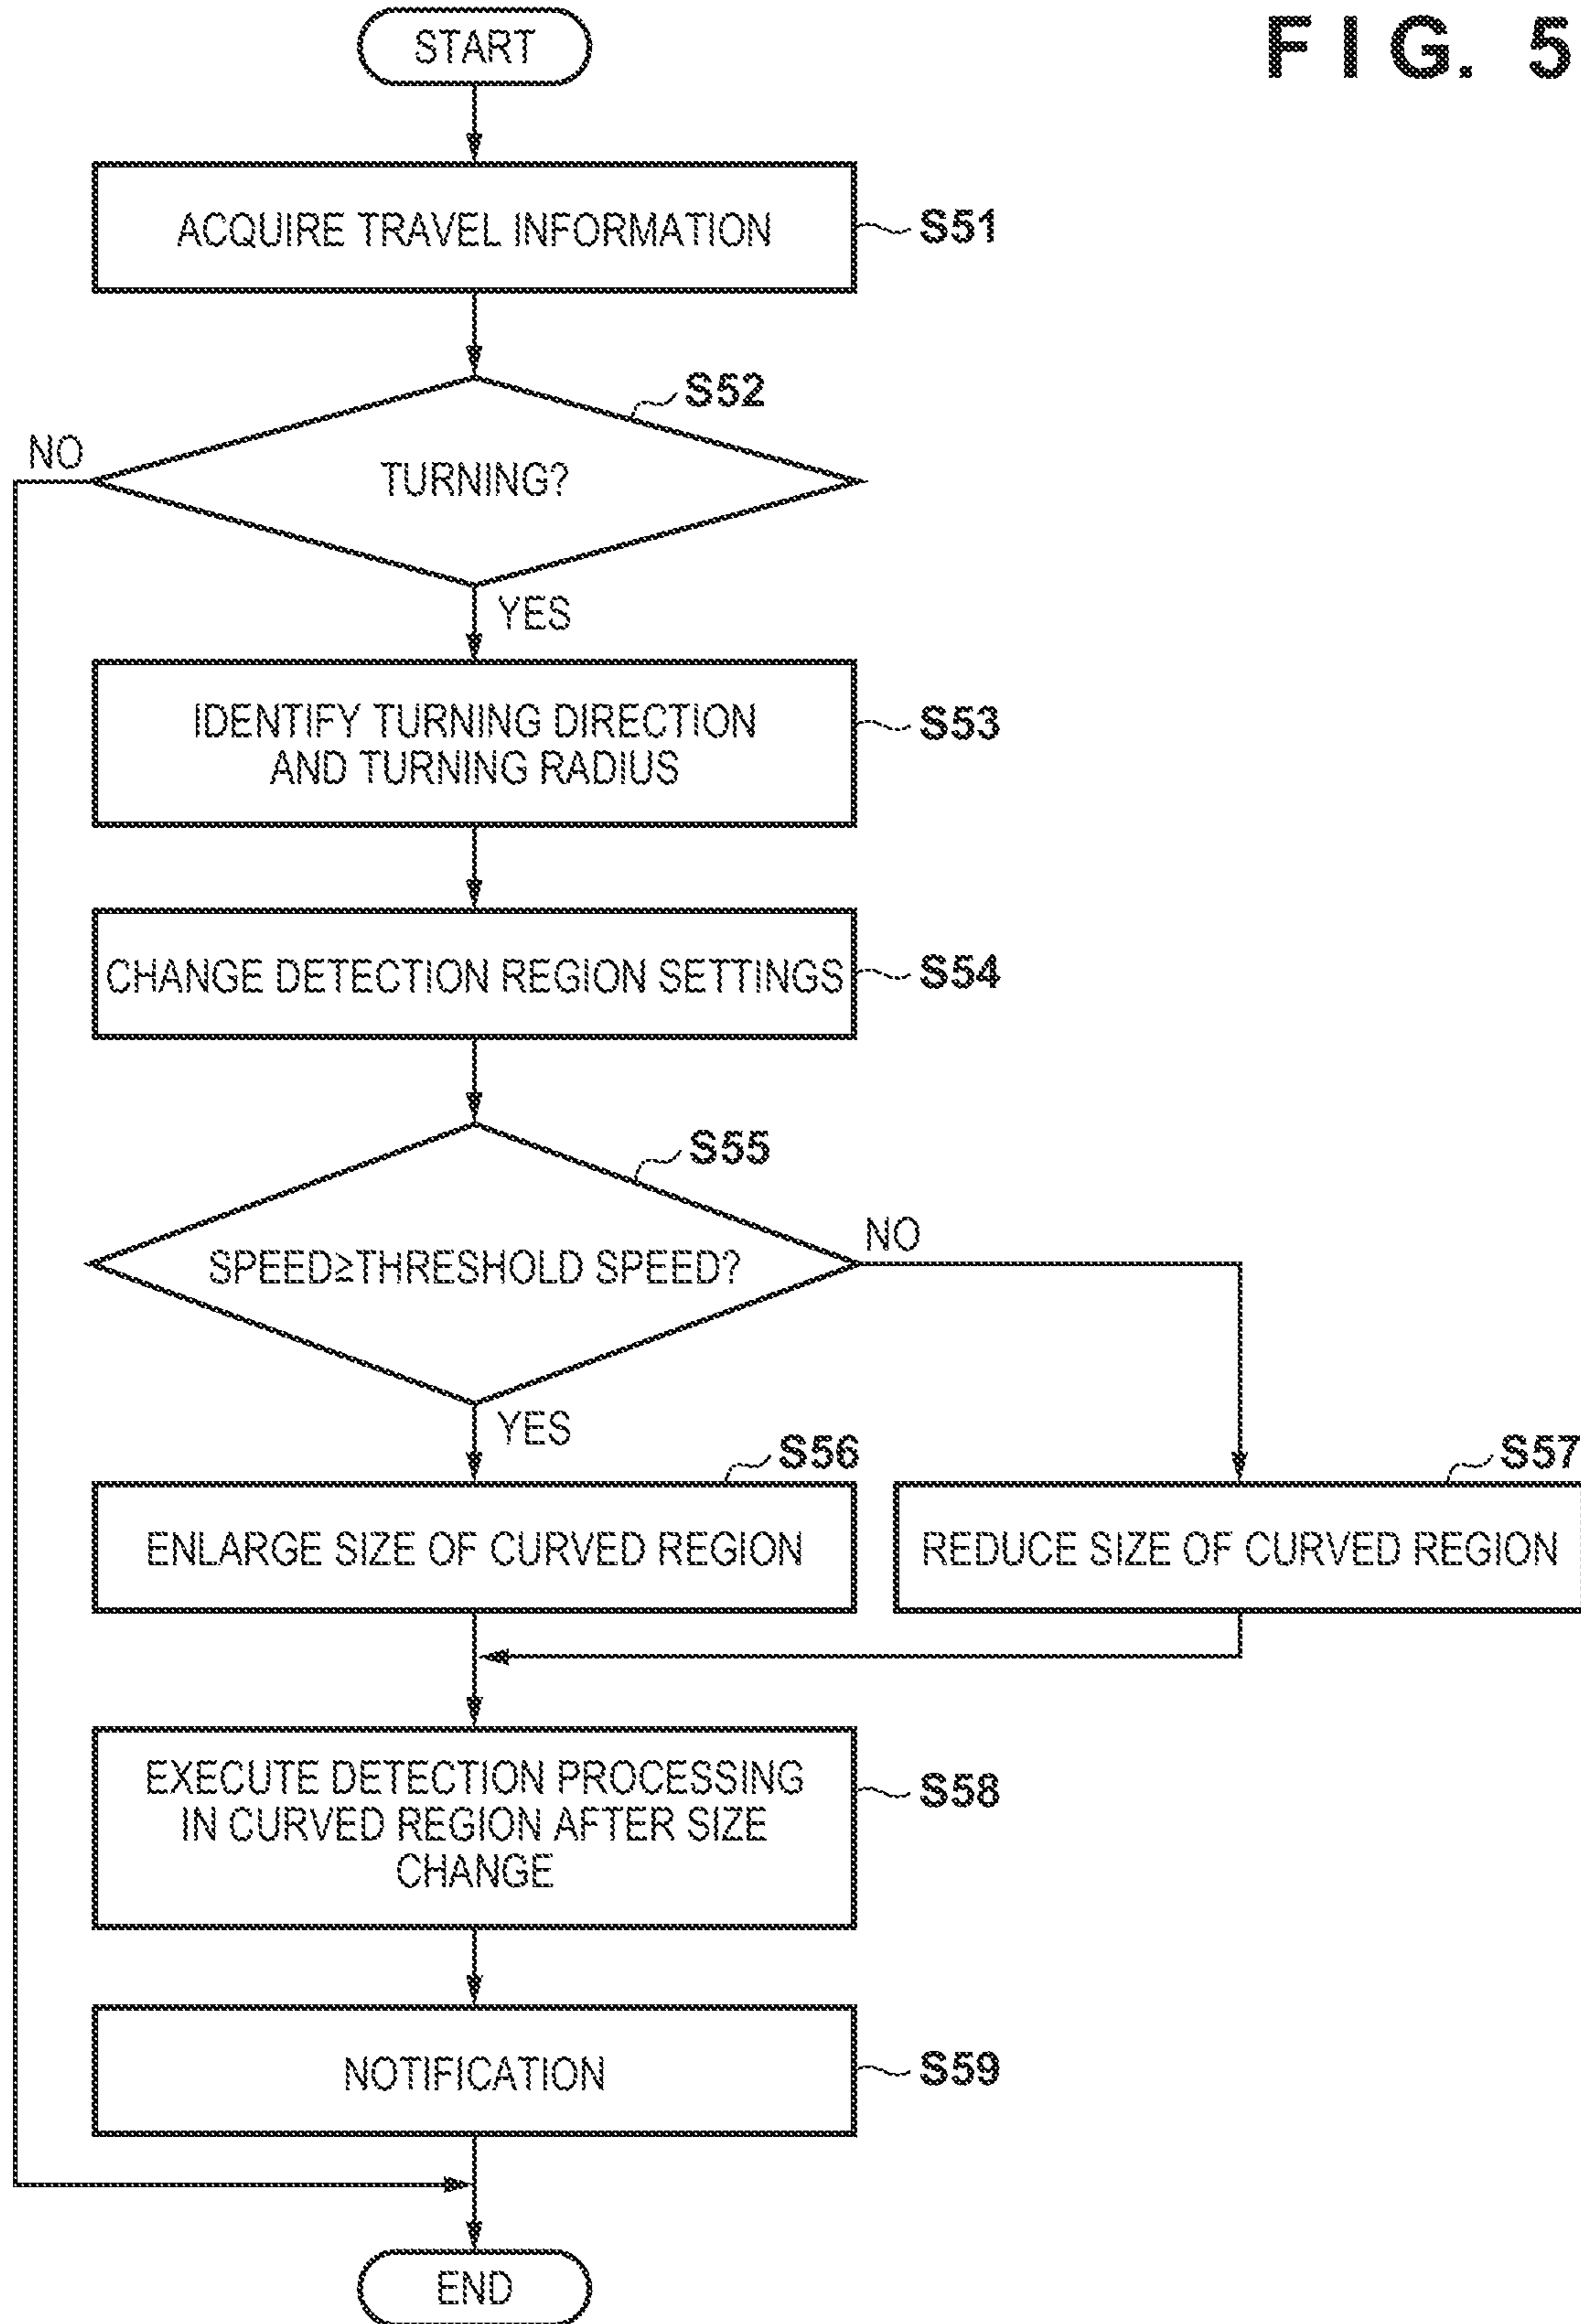 FIG. 5
START
ACQUIRE TRAVEL INFORMATION
S51
S52
NO
TURNING?
YES
IDENTIFY TURNING DIRECTION
AND TURNING RADIUS
S53
CHANGE DETECTION REGION SETTINGS
S54
S55
NO
SPEED≥THRESHOLD SPEED?
YES
S56
S57
ENLARGE SIZE OF CURVED REGION
REDUCE SIZE OF CURVED REGION
EXECUTE DETECTION PROCESSING
IN CURVED REGION AFTER SIZE
CHANGE
S58
NOTIFICATION
S59
END